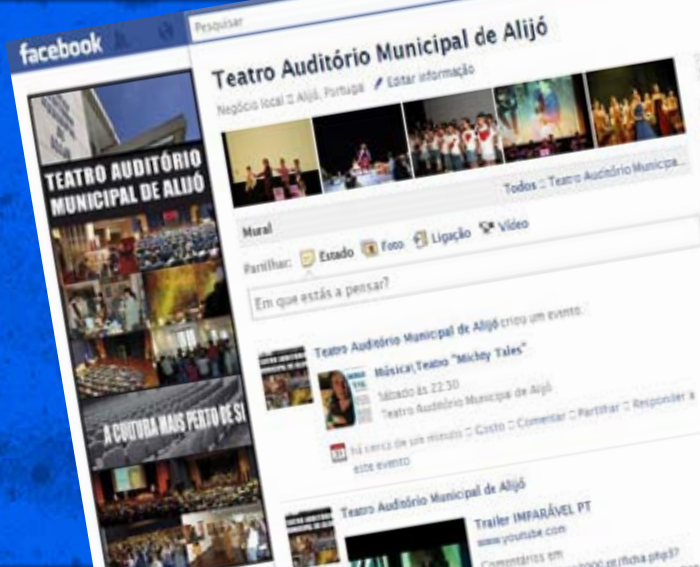 facebook
Pesquisar
Teatro Auditório Municipal de Alijó
Negócio local :: Alijó, Portugal Editar informação
TEATRO AUDITÓRIO
MUNICIPAL DE ALIJÓ
A CULTURA MAIS PERTO DE SI
Todos :: Teatro Auditório Municipa...
Mural
Partilhar: Estado Foto Ligação Vídeo
Em que estás a pensar?
Teatro Auditório Municipal de Alijó criou um evento.
Música\Teatro "Michty Tales"
Sábado às 22:30
Teatro Auditório Municipal de Alijó
31
há cerca de um minuto :: Gosto :: Comentar :: Partilhar :: Responder a
este evento
Teatro Auditório Municipal de Alijó
Trailer IMPARÁVEL PT
www.youtube.com
Comentários em